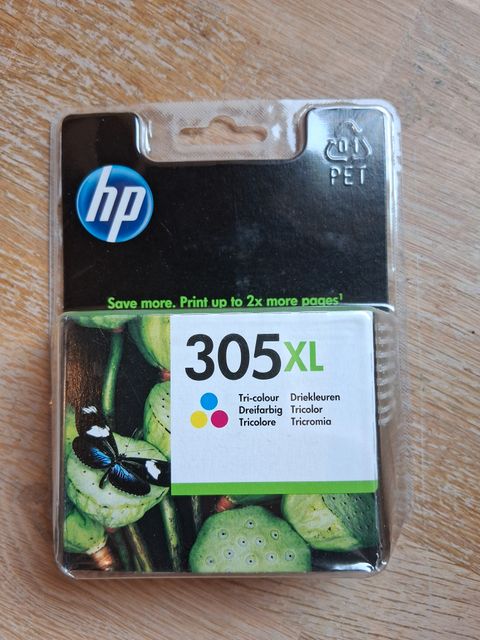 01
PET
hp
Save more. Print up to 2x more pages¹
305XL
Tri-colour Driekleuren
Dreifarbig Tricolor
Tricolore Tricromia